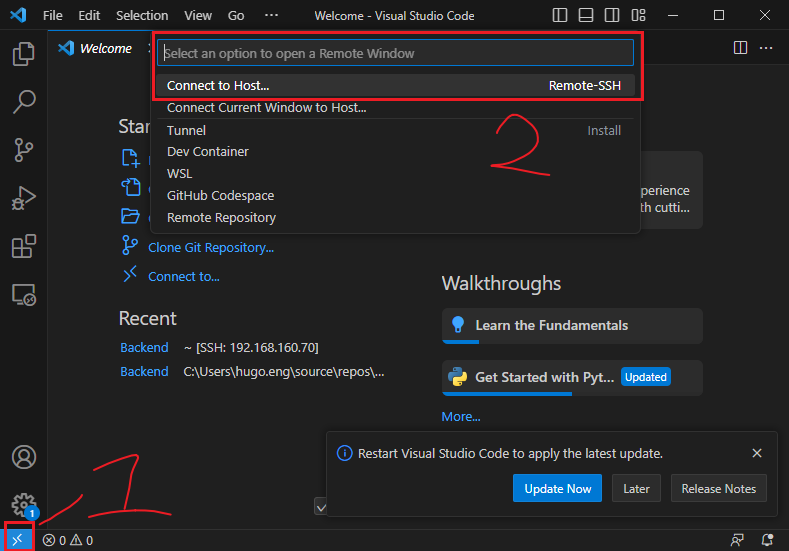 File Edit Selection View Go ··· Welcome - Visual Studio Code
Welcome
Select an option to open a Remote Window
Connect to Host... Remote-SSH
Connect Current Window to Host...
Tunnel Install
Dev Container
WSL
GitHub Codespace
Remote Repository
2
Star
Clone Git Repository...
Connect to...
Recent
Backend ~ [SSH: 192.168.160.70]
Backend C:\Users\hugo.eng\source\repos\...
perience
th cutti...
Walkthroughs
Learn the Fundamentals
Get Started with Pyt... Updated
More...
Restart Visual Studio Code to apply the latest update.
Update Now Later Release Notes
1
1
0 0